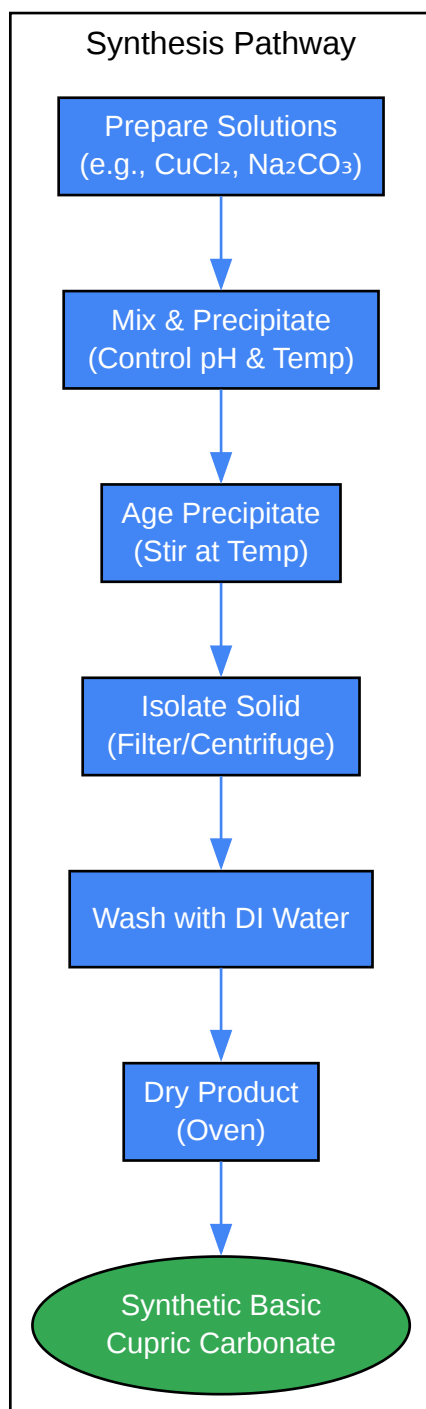 Synthesis Pathway
Prepare Solutions
(e.g., CuCl₂, Na₂CO₃)
Mix & Precipitate
(Control pH & Temp)
Age Precipitate
(Stir at Temp)
Isolate Solid
(Filter/Centrifuge)
Wash with DI Water
Dry Product
(Oven)
Synthetic Basic
Cupric Carbonate